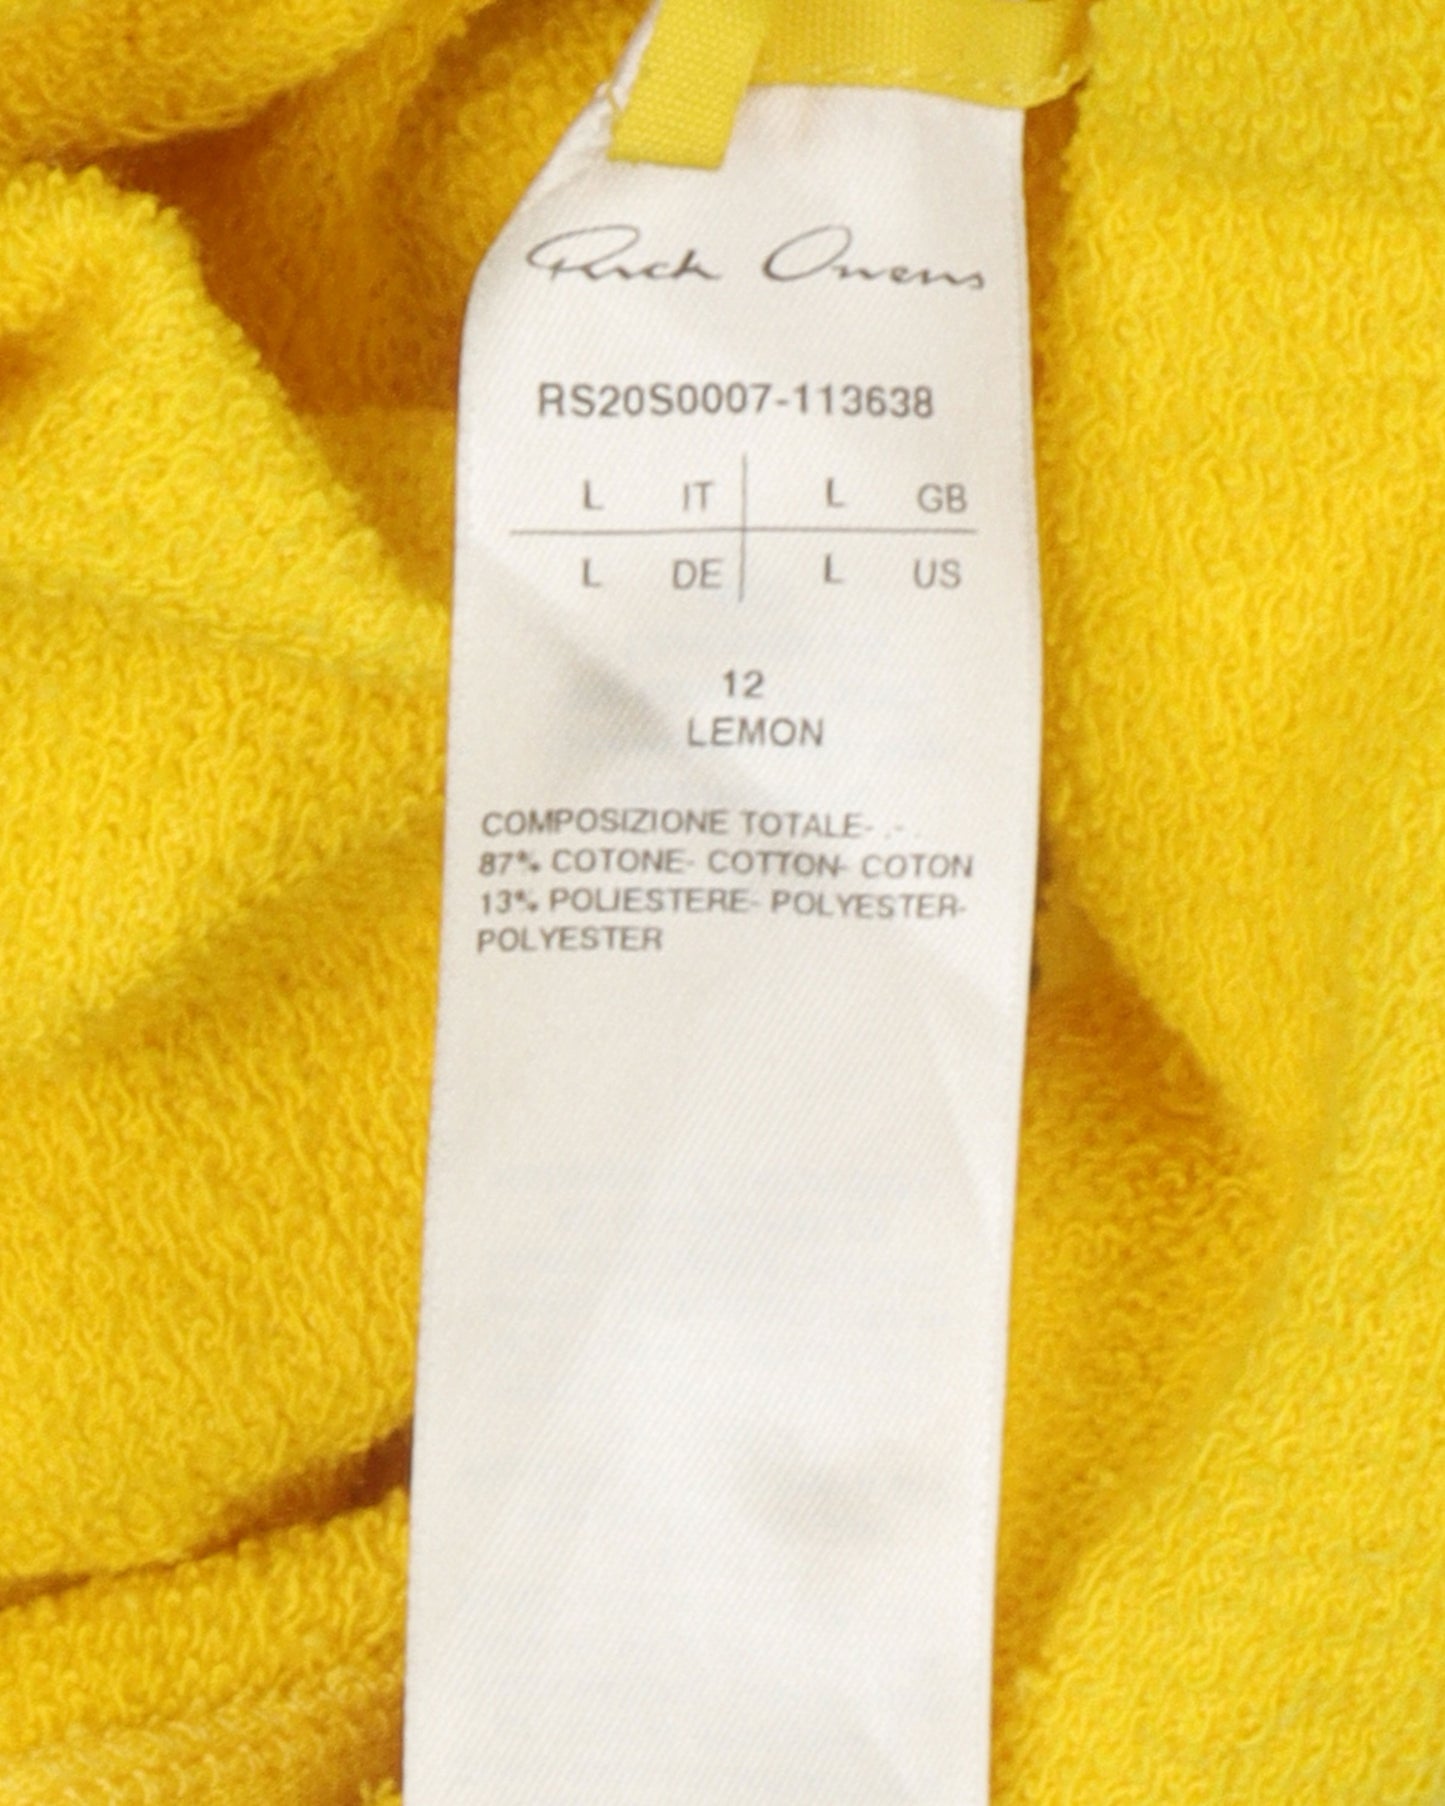 Rick Owens
RS20S0007-113638
L IT L GB
L DE L US
12
LEMON
COMPOSIZIONE TOTALE- .- .
87% COTONE- COTTON- COTON
13% POLIESTERE- POLYESTER-
POLYESTER